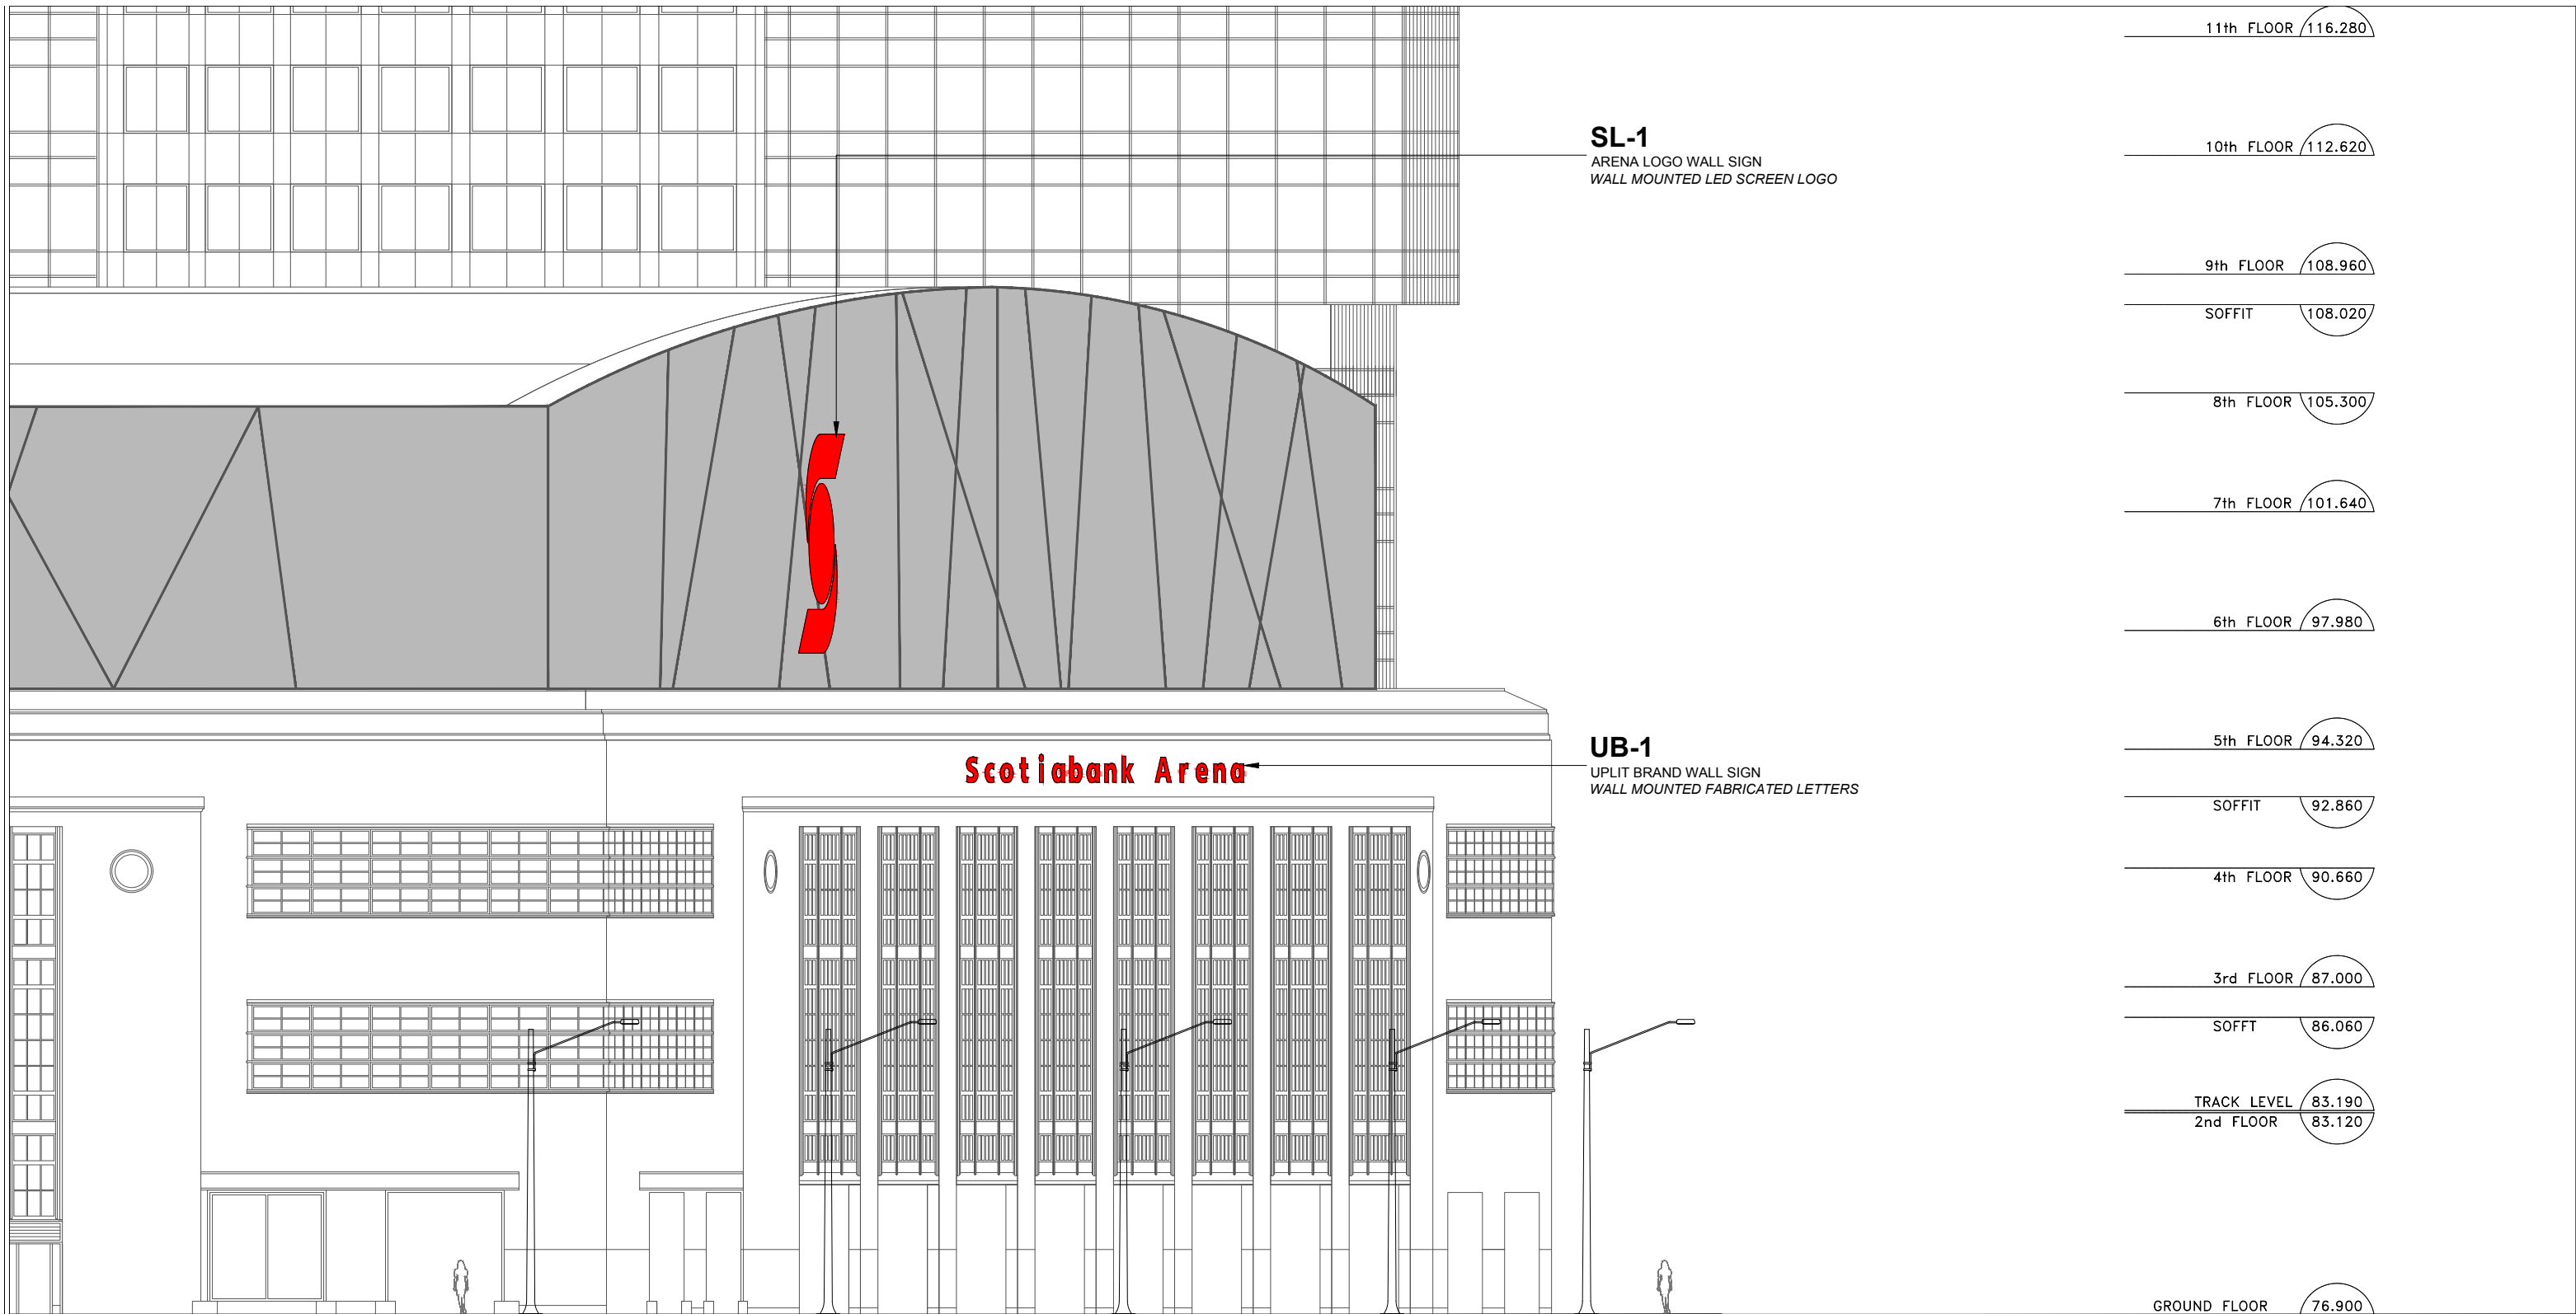 11th FLOOR 116.280
SL-1
ARENA LOGO WALL SIGN
WALL MOUNTED LED SCREEN LOGO
10th FLOOR 112.620
9th FLOOR 108.960
SOFFIT 108.020
8th FLOOR 105.300
7th FLOOR 101.640
6th FLOOR 97.980
Scotiabank Arena
UB-1
UPLIT BRAND WALL SIGN
WALL MOUNTED FABRICATED LETTERS
5th FLOOR 94.320
SOFFIT 92.860
4th FLOOR 90.660
3rd FLOOR 87.000
SOFFT 86.060
TRACK LEVEL 83.190
2nd FLOOR 83.120
GROUND FLOOR 76.900